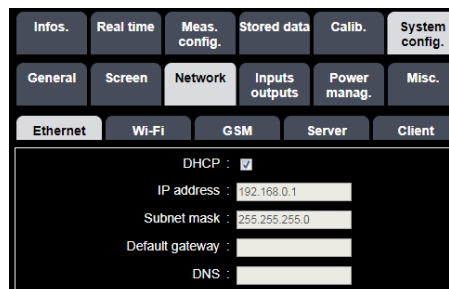 Infos. Real time Meas. config. Stored data Calib. System config.
General Screen Network Inputs outputs Power manag. Misc.
Ethernet Wi-Fi GSM Server Client
DHCP :
IP address : 192.168.0.1
Subnet mask : 255.255.255.0
Default gateway :
DNS :